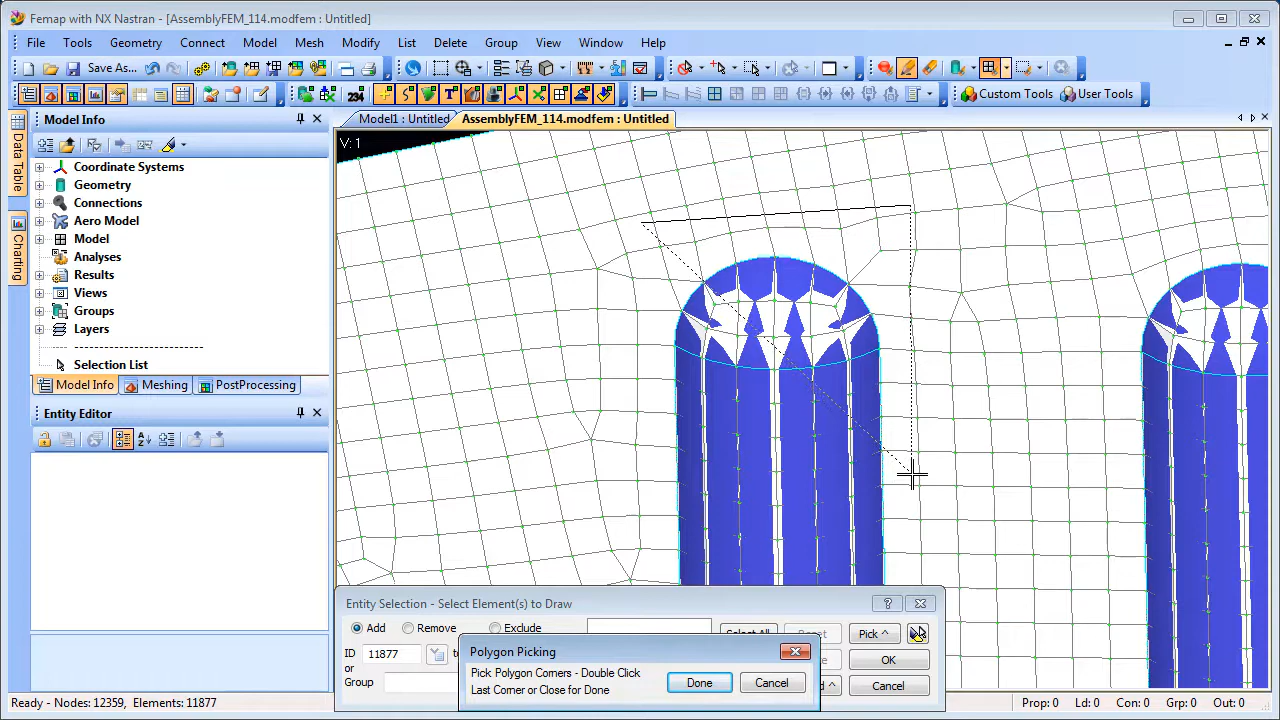 Femap with NX Nastran - [AssemblyFEM_114.modfem : Untitled]
File Tools Geometry Connect Model Mesh Modify List Delete Group View Window Help
Save As...
234
Custom Tools User Tools
Model Info
Model1 : Untitled AssemblyFEM_114.modfem : Untitled
V: 1
Data Table
Charting
Coordinate Systems
Geometry
Connections
Aero Model
Model
Analyses
Results
Views
Groups
Layers
Selection List
Model Info Meshing PostProcessing
Entity Editor
Entity Selection - Select Element(s) to Draw
Add Remove Exclude
Select All Reset Pick ^
Polygon Picking
ID 11877
OK
or
Pick Polygon Corners - Double Click
Last Corner or Close for Done
Done Cancel
Group
Cancel
Ready - Nodes: 12359, Elements: 11877
Prop: 0 Ld: 0 Con: 0 Grp: 0 Out: 0